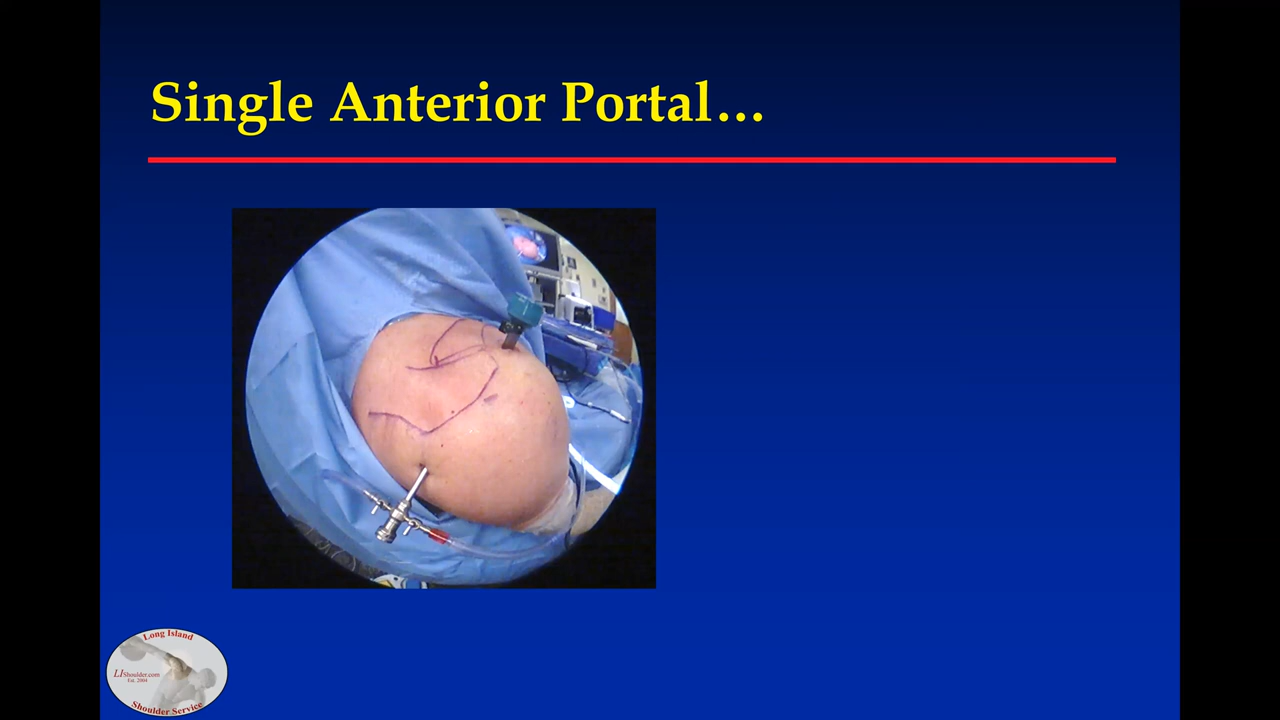 Single Anterior Portal…
Long Island
LIShoulder.com
Est. 2004
Shoulder Service